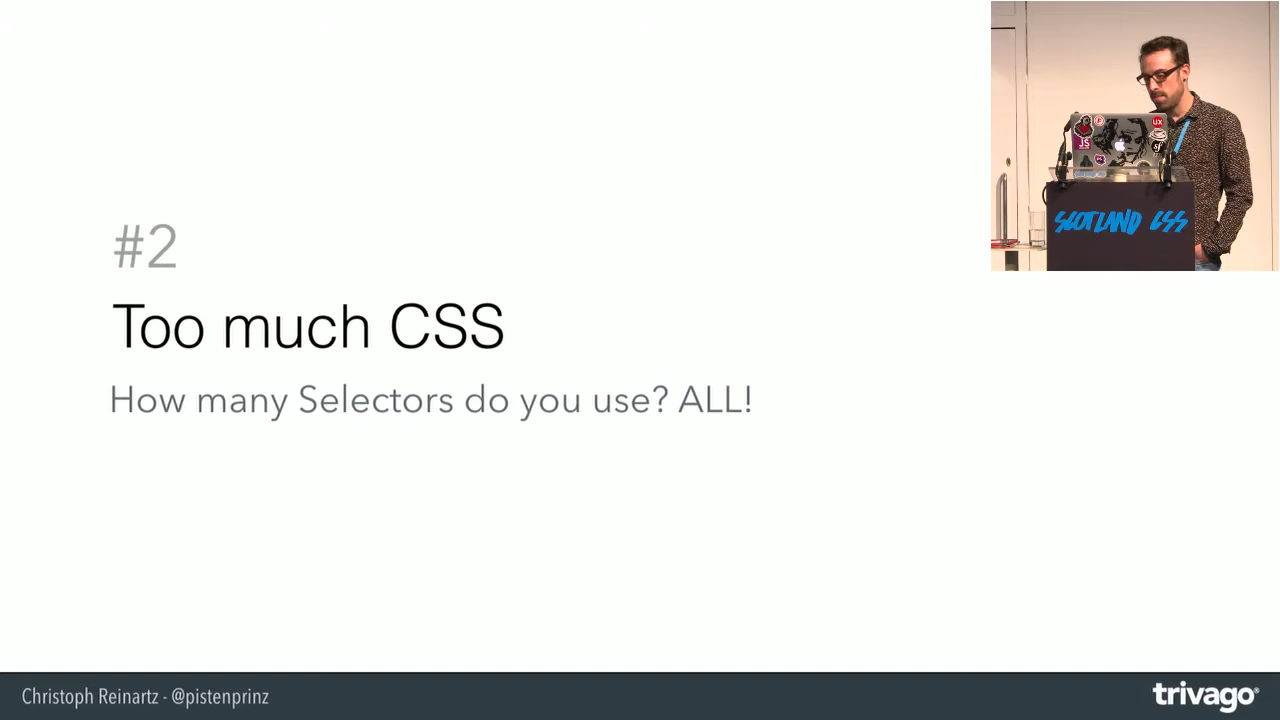 #2
Too much CSS
How many Selectors do you use? ALL!
JS
UX
sf
SCOTLAND CSS
Christoph Reinartz - @pistenprinz
trivago®